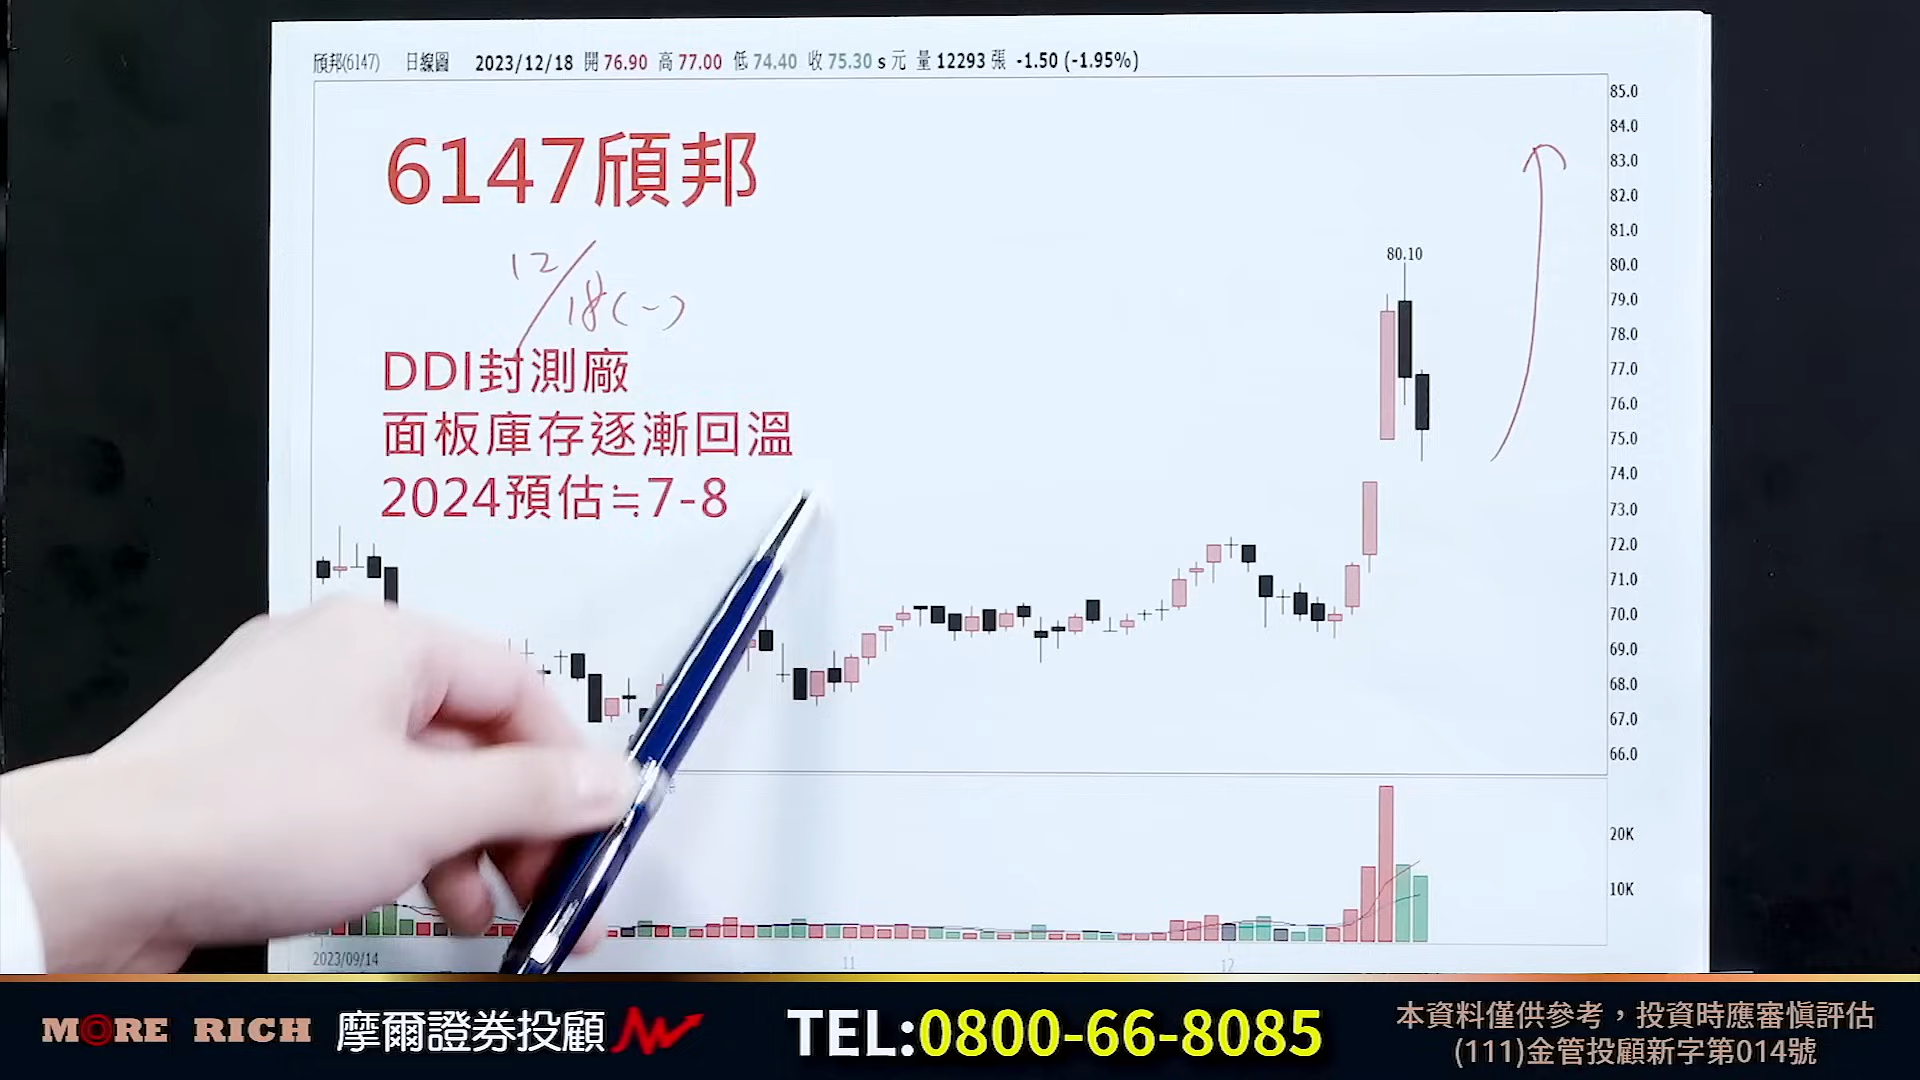 頎邦(6147) 日線圖 2023/12/18 開 76.90 高 77.00 低 74.40 收 75.30 s 元 量 12293 張 -1.50 (-1.95%)
6147頎邦
12/18(一)
DDI封測廠
面板庫存逐漸回溫
2024預估≒7-8
80.10
85.0
84.0
83.0
82.0
81.0
80.0
79.0
78.0
77.0
76.0
75.0
74.0
73.0
72.0
71.0
70.0
69.0
68.0
67.0
66.0
20K
10K
2023/09/14
11
12
MORE RICH 摩爾證券投顧
TEL:0800-66-8085
本資料僅供參考，投資時應審慎評估
(111)金管投顧新字第014號